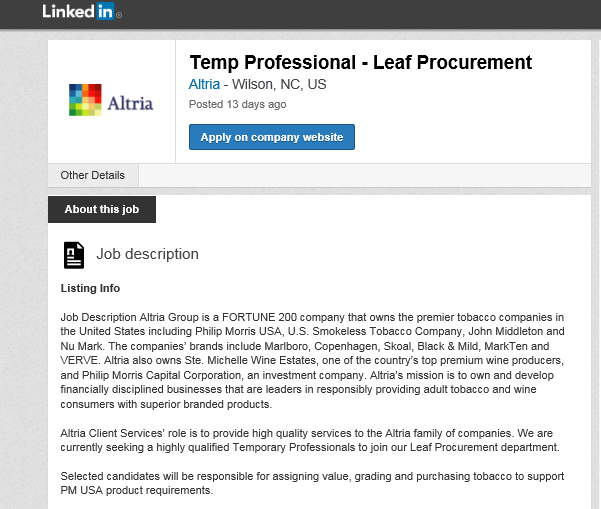 Linked in®
Temp Professional - Leaf Procurement
Altria - Wilson, NC, US
Posted 13 days ago
Altria
Apply on company website
Other Details
About this job
Job description
Listing Info
Job Description Altria Group is a FORTUNE 200 company that owns the premier tobacco companies in
the United States including Philip Morris USA, U.S. Smokeless Tobacco Company, John Middleton and
Nu Mark. The companies' brands include Marlboro, Copenhagen, Skoal, Black & Mild, MarkTen and
VERVE. Altria also owns Ste. Michelle Wine Estates, one of the country's top premium wine producers,
and Philip Morris Capital Corporation, an investment company. Altria's mission is to own and develop
financially disciplined businesses that are leaders in responsibly providing adult tobacco and wine
consumers with superior branded products.
Altria Client Services' role is to provide high quality services to the Altria family of companies. We are
currently seeking a highly qualified Temporary Professionals to join our Leaf Procurement department.
Selected candidates will be responsible for assigning value, grading and purchasing tobacco to support
PM USA product requirements.